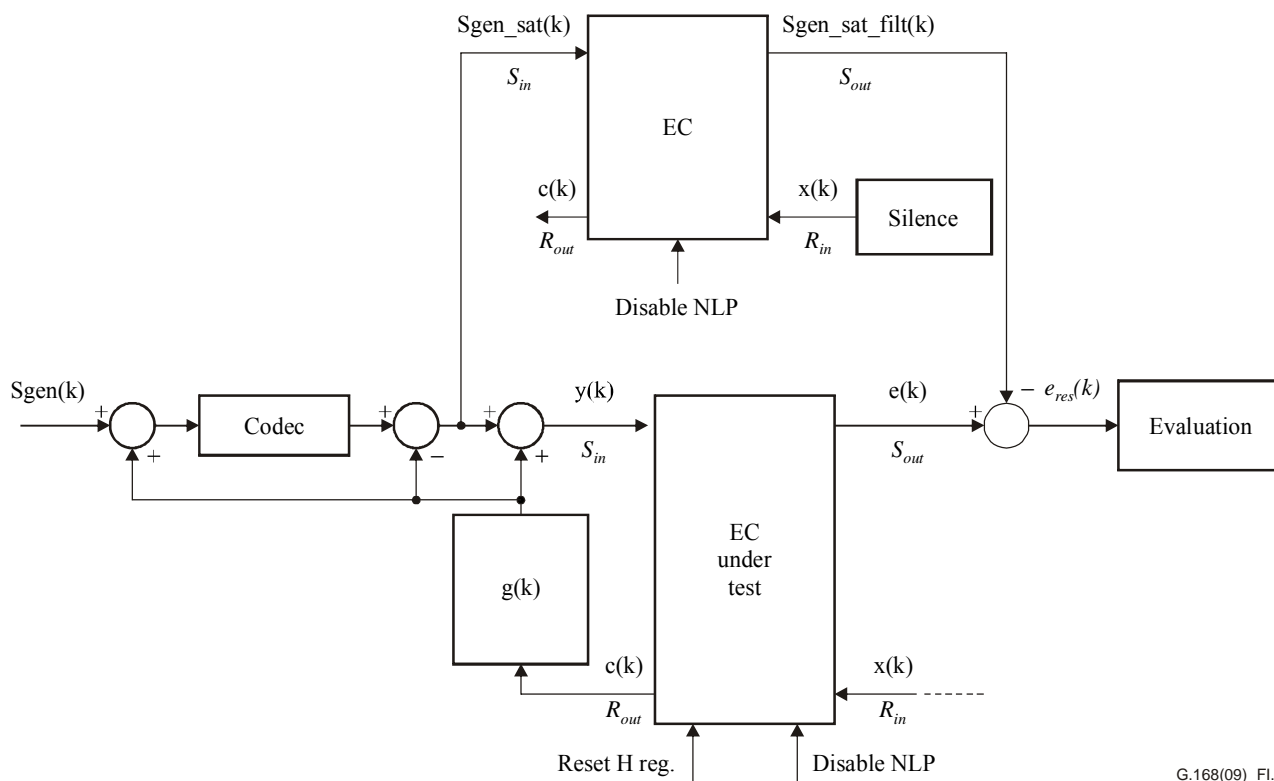 Sgen_sat(k)
Sgen_sat_filt(k)
S_in
S_out
EC
c(k)
x(k)
Silence
R_out
R_in
Disable NLP
Sgen(k)
y(k)
e(k)
– e_res(k)
+
+
+
+
Codec
Evaluation
+
–
+
S_in
S_out
EC
under
test
g(k)
c(k)
x(k)
R_out
R_in
Reset H reg.
Disable NLP
G.168(09)_FI.